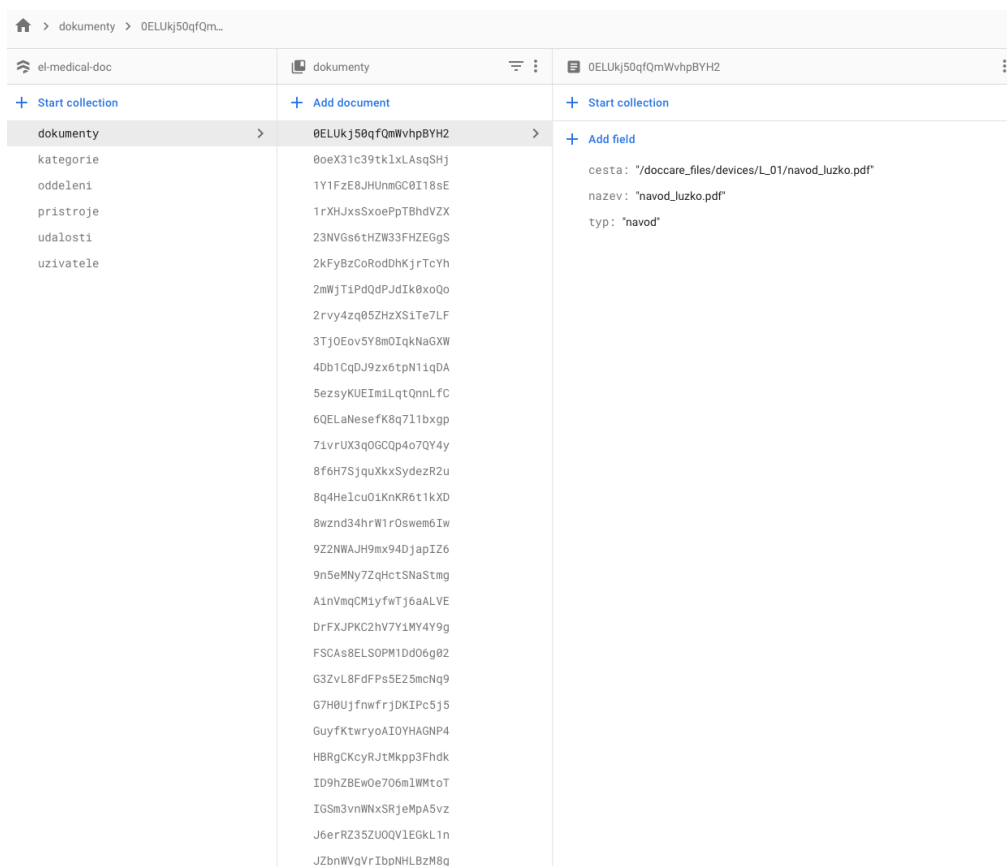 dokumenty > 0ELUkj50qfQm…
el-medical-doc
Start collection
dokumenty
kategorie
oddeleni
pristroje
udalosti
uzivatele
dokumenty
Add document
0ELUkj50qfQmWvhpBYH2
0oeX31c39tklxLAsqSHj
1Y1FzE8JHUnmGC0I18sE
1rXHJxsSxoePpTBhdVZX
23NVGs6tHZW33FHZEGgS
2kFyBzCoRodDhKjrTcYh
2mWjTiPdQdPJdIk0xoQo
2rvy4zq05ZHzXSiTe7LF
3TjOEov5Y8mOIqkNaGXW
4Db1CqDJ9zx6tpN1iqDA
5ezsyKUEImiLqtQnnLfC
6QELaNesefK8q7l1bxgp
7ivrUX3qOGCQp4o7QY4y
8f6H7SjquXkxSydezR2u
8q4HelcuOiKnKR6t1kXD
8wznd34hrW1rOswem6Iw
9Z2NWAJH9mx94DjapIZ6
9n5eMNy7ZqHctSNaStmg
AinVmqCMiyfwTj6aALVE
DrFXJPKC2hV7YiMY4Y9g
FSCAs8ELSOPM1DdO6g02
G3ZvL8FdFPs5E25mcNq9
G7H0UjfnwfrjDKIPc5j5
GuyfKtwryoAIOYHAGNP4
HBRgCKcyRJtMkpp3Fhdk
ID9hZBEwOe7O6mlWMtoT
IGSm3vnWNxSRjeMpA5vz
J6erRZ35ZUOQVlEGkL1n
JZbnWVgVrIbpNHLBzM8g
0ELUkj50qfQmWvhpBYH2
Start collection
Add field
cesta: "/doccare_files/devices/L_01/navod_luzko.pdf"
nazev: "navod_luzko.pdf"
typ: "navod"